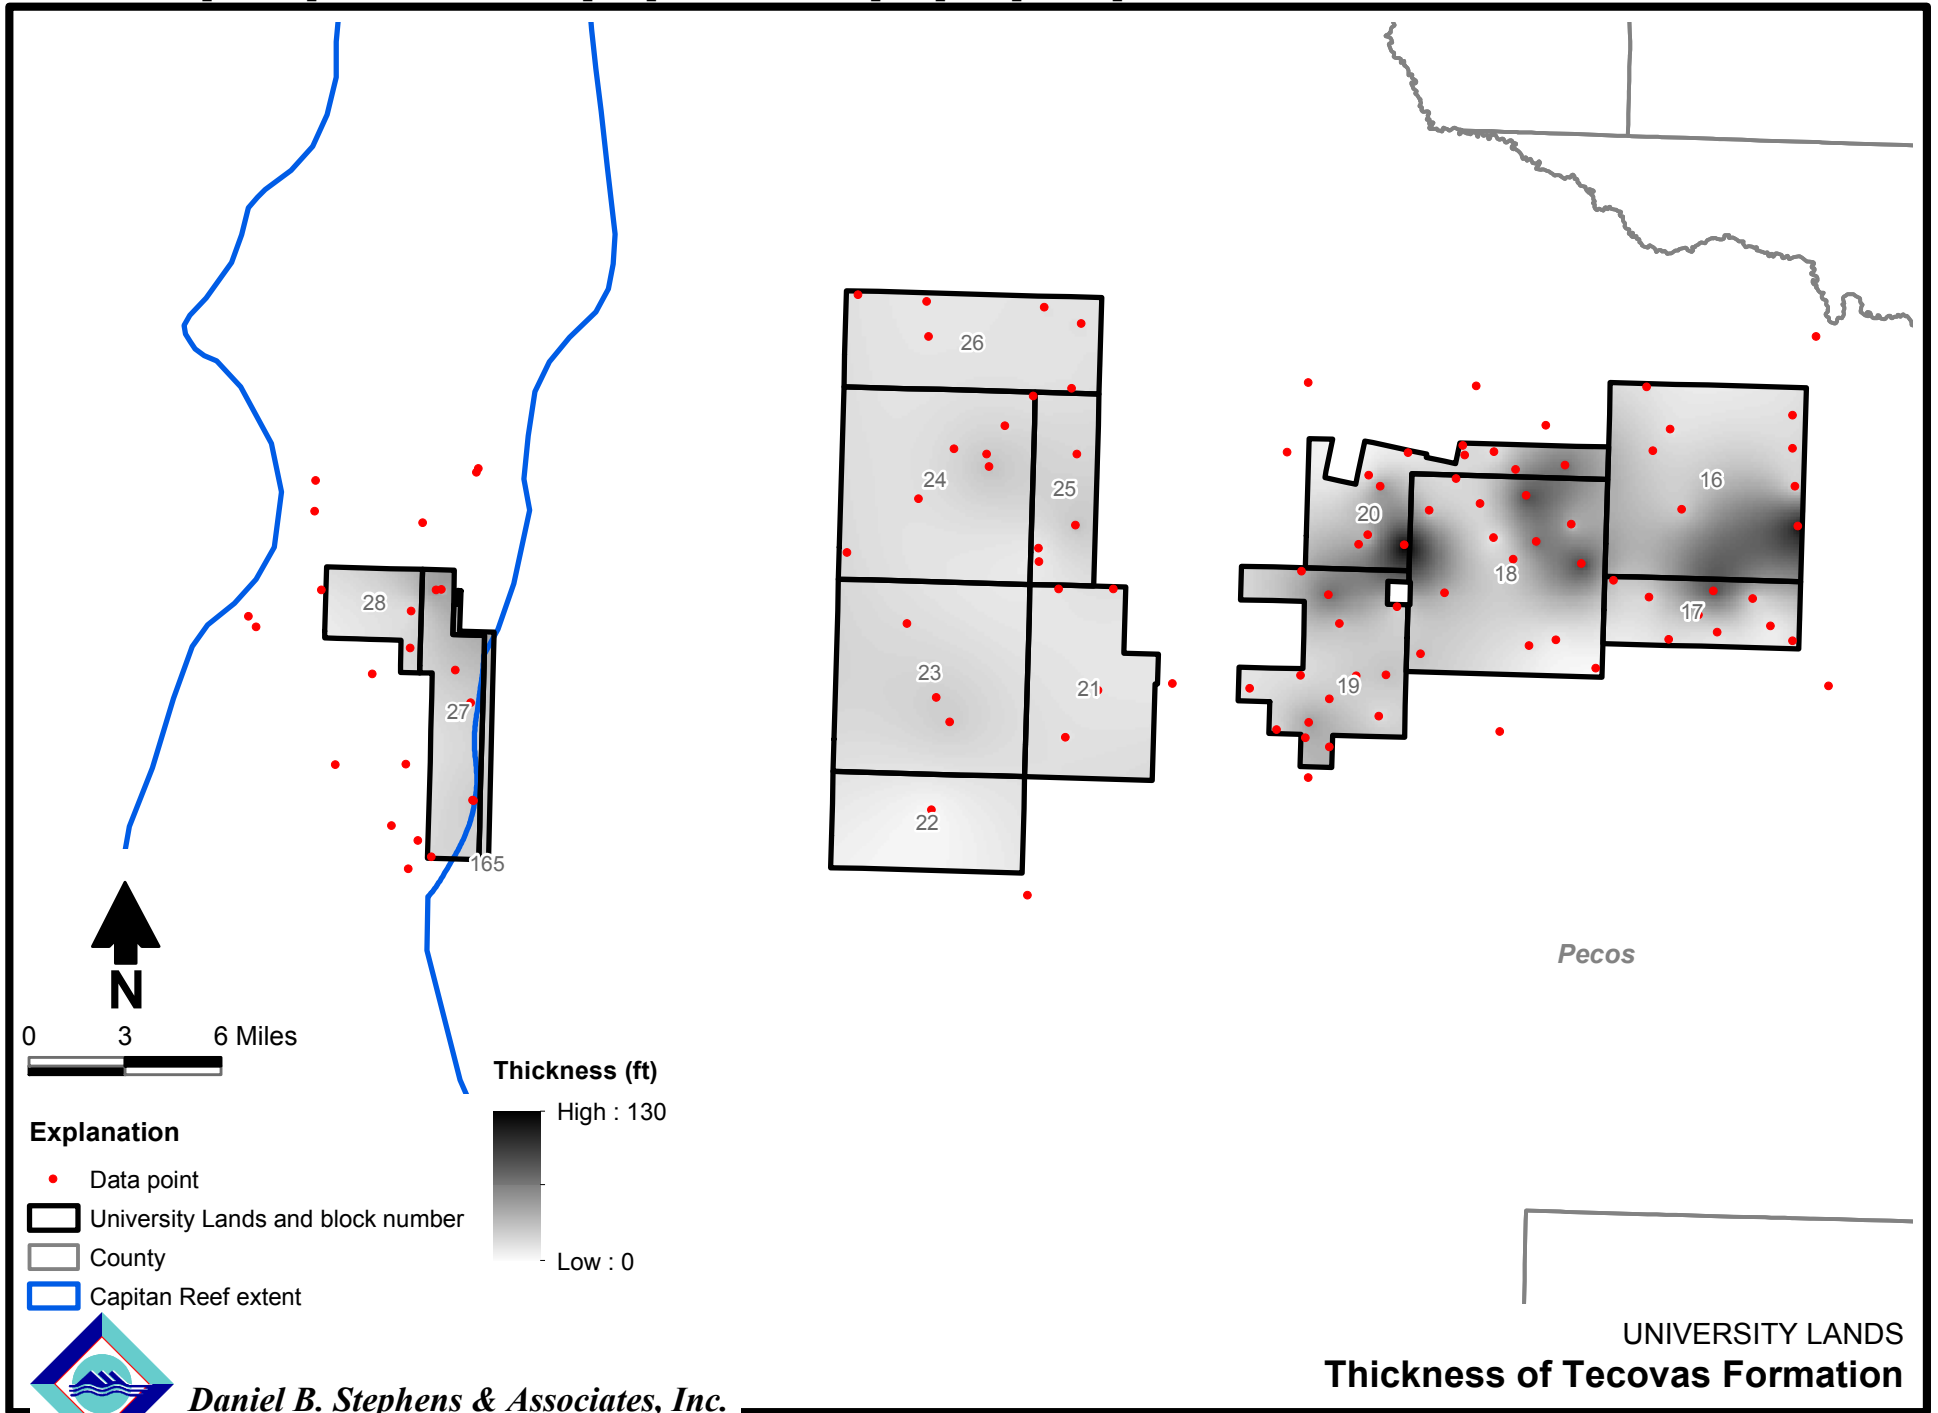 26
24
25
16
20
18
28
17
23
21
19
27
22
165
Pecos
N
0 3 6 Miles
Thickness (ft)
High : 130
Low : 0
Explanation
Data point
University Lands and block number
County
Capitan Reef extent
UNIVERSITY LANDS
Thickness of Tecovas Formation
Daniel B. Stephens & Associates, Inc.